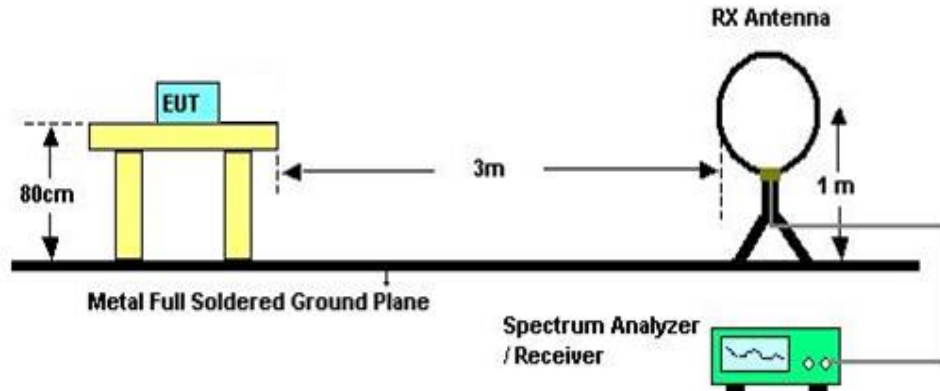 RX Antenna
EUT
3m
80cm
1 m
Metal Full Soldered Ground Plane
Spectrum Analyzer
/ Receiver